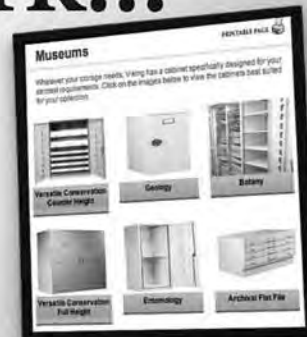 PRINTABLE PAGE
Museums
Whatever your storage needs, Viking has a cabinet specifically designed for your
archival requirements. Click on the images below to view the cabinets best suited
for your collection.
Versatile Conservation
Counter Height
Geology
Botany
Versatile Conservation
Full Height
Entomology
Archival Flat File